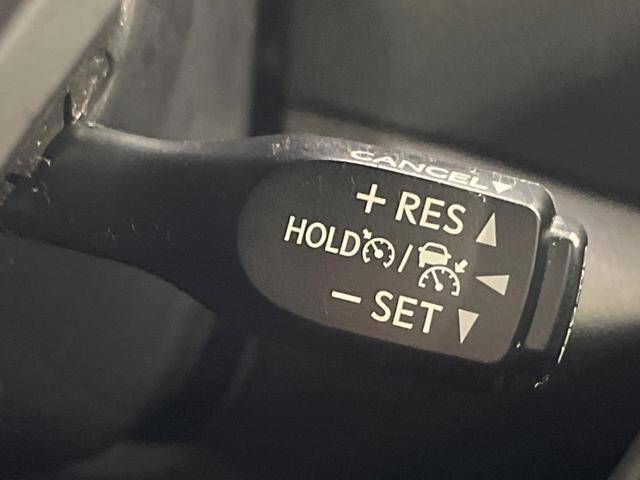 CANCEL
+ RES
HOLD /
− SET